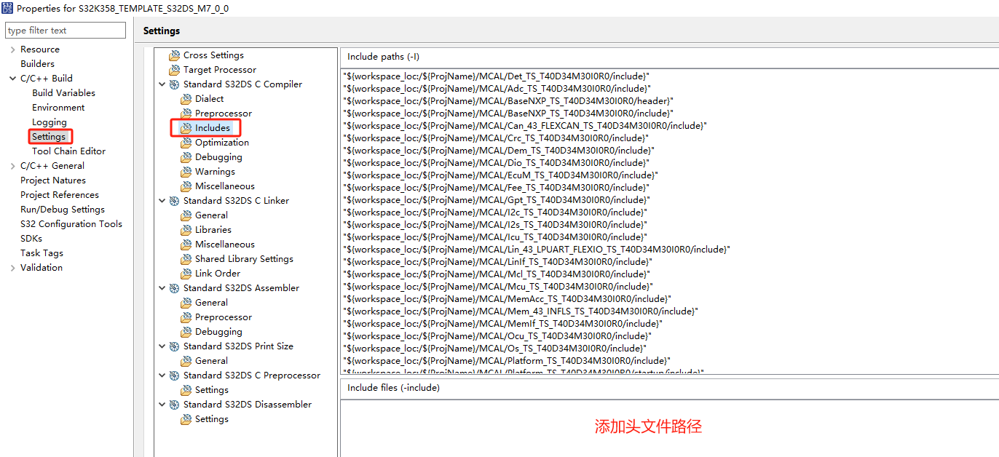 Properties for S32K358_TEMPLATE_S32DS_M7_0_0
type filter text
Resource
Builders
C/C++ Build
Build Variables
Environment
Logging
Settings
Tool Chain Editor
C/C++ General
Project Natures
Project References
Run/Debug Settings
S32 Configuration Tools
SDKs
Task Tags
Validation
Settings
Cross Settings
Target Processor
Standard S32DS C Compiler
Dialect
Preprocessor
Includes
Optimization
Debugging
Warnings
Miscellaneous
Standard S32DS C Linker
General
Libraries
Miscellaneous
Shared Library Settings
Link Order
Standard S32DS Assembler
General
Preprocessor
Debugging
Standard S32DS Print Size
General
Standard S32DS C Preprocessor
Settings
Standard S32DS Disassembler
Settings
Include paths (-I)
"${workspace_loc:/${ProjName}/MCAL/Det_TS_T40D34M30I0R0/include}"
"${workspace_loc:/${ProjName}/MCAL/Adc_TS_T40D34M30I0R0/include}"
"${workspace_loc:/${ProjName}/MCAL/BaseNXP_TS_T40D34M30I0R0/header}"
"${workspace_loc:/${ProjName}/MCAL/BaseNXP_TS_T40D34M30I0R0/include}"
"${workspace_loc:/${ProjName}/MCAL/Can_43_FLEXCAN_TS_T40D34M30I0R0/include}"
"${workspace_loc:/${ProjName}/MCAL/Crc_TS_T40D34M30I0R0/include}"
"${workspace_loc:/${ProjName}/MCAL/Dem_TS_T40D34M30I0R0/include}"
"${workspace_loc:/${ProjName}/MCAL/Dio_TS_T40D34M30I0R0/include}"
"${workspace_loc:/${ProjName}/MCAL/EcuM_TS_T40D34M30I0R0/include}"
"${workspace_loc:/${ProjName}/MCAL/Fee_TS_T40D34M30I0R0/include}"
"${workspace_loc:/${ProjName}/MCAL/Gpt_TS_T40D34M30I0R0/include}"
"${workspace_loc:/${ProjName}/MCAL/I2c_TS_T40D34M30I0R0/include}"
"${workspace_loc:/${ProjName}/MCAL/I2s_TS_T40D34M30I0R0/include}"
"${workspace_loc:/${ProjName}/MCAL/Icu_TS_T40D34M30I0R0/include}"
"${workspace_loc:/${ProjName}/MCAL/Lin_43_LPUART_FLEXIO_TS_T40D34M30I0R0/include}"
"${workspace_loc:/${ProjName}/MCAL/LinIf_TS_T40D34M30I0R0/include}"
"${workspace_loc:/${ProjName}/MCAL/Mcl_TS_T40D34M30I0R0/include}"
"${workspace_loc:/${ProjName}/MCAL/Mcu_TS_T40D34M30I0R0/include}"
"${workspace_loc:/${ProjName}/MCAL/MemAcc_TS_T40D34M30I0R0/include}"
"${workspace_loc:/${ProjName}/MCAL/Mem_43_INFLS_TS_T40D34M30I0R0/include}"
"${workspace_loc:/${ProjName}/MCAL/MemIf_TS_T40D34M30I0R0/include}"
"${workspace_loc:/${ProjName}/MCAL/Ocu_TS_T40D34M30I0R0/include}"
"${workspace_loc:/${ProjName}/MCAL/Os_TS_T40D34M30I0R0/include}"
"${workspace_loc:/${ProjName}/MCAL/Platform_TS_T40D34M30I0R0/include}"
"${workspace_loc:/${ProjName}/MCAL/Platform_TS_T40D34M30I0R0/startup/include}"
Include files (-include)
添加头文件路径